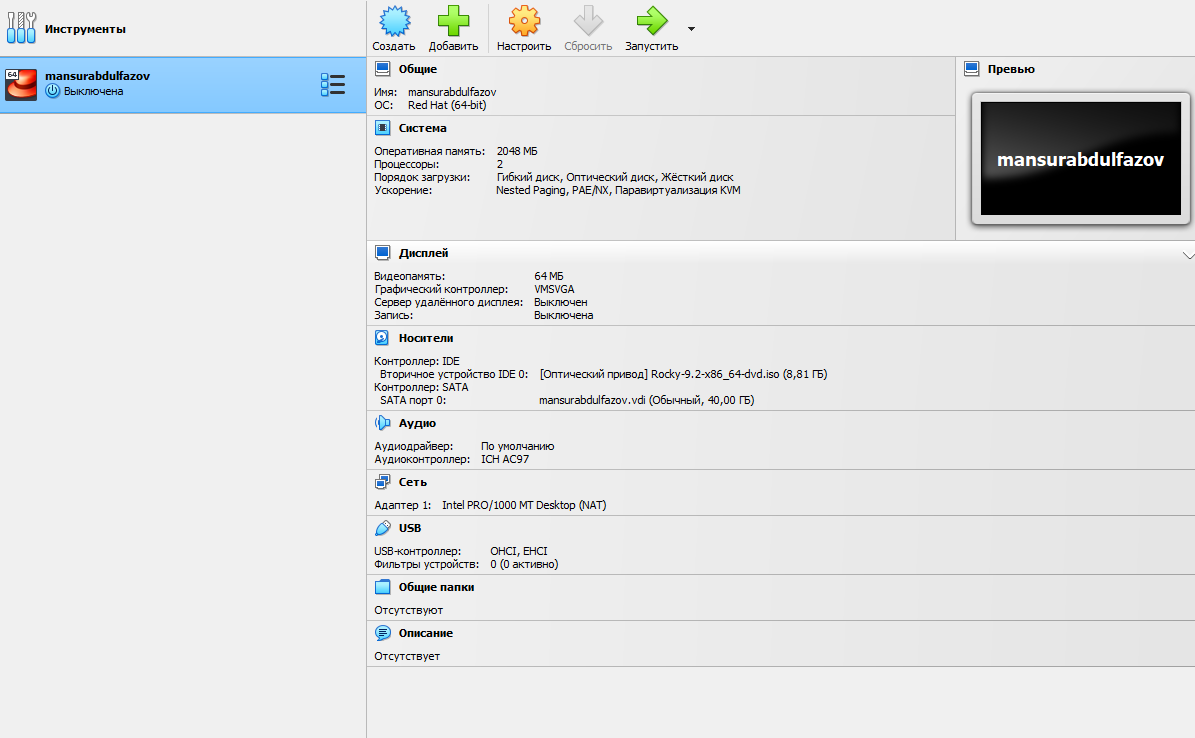 Инструменты
Создать Добавить Настроить Сбросить Запустить
64
mansurabdulfazov
Выключена
Общие
Имя: mansurabdulfazov
ОС: Red Hat (64-bit)
Превью
mansurabdulfazov
Система
Оперативная память: 2048 МБ
Процессоры: 2
Порядок загрузки: Гибкий диск, Оптический диск, Жёсткий диск
Ускорение: Nested Paging, PAE/NX, Паравиртуализация KVM
Дисплей
Видеопамять: 64 МБ
Графический контроллер: VMSVGA
Сервер удалённого дисплея: Выключен
Запись: Выключена
Носители
Контроллер: IDE
Вторичное устройство IDE 0: [Оптический привод] Rocky-9.2-x86_64-dvd.iso (8,81 ГБ)
Контроллер: SATA
SATA порт 0: mansurabdulfazov.vdi (Обычный, 40,00 ГБ)
Аудио
Аудиодрайвер: По умолчанию
Аудиоконтроллер: ICH AC97
Сеть
Адаптер 1: Intel PRO/1000 MT Desktop (NAT)
USB
USB-контроллер: OHCI, EHCI
Фильтры устройств: 0 (0 активно)
Общие папки
Отсутствуют
Описание
Отсутствует